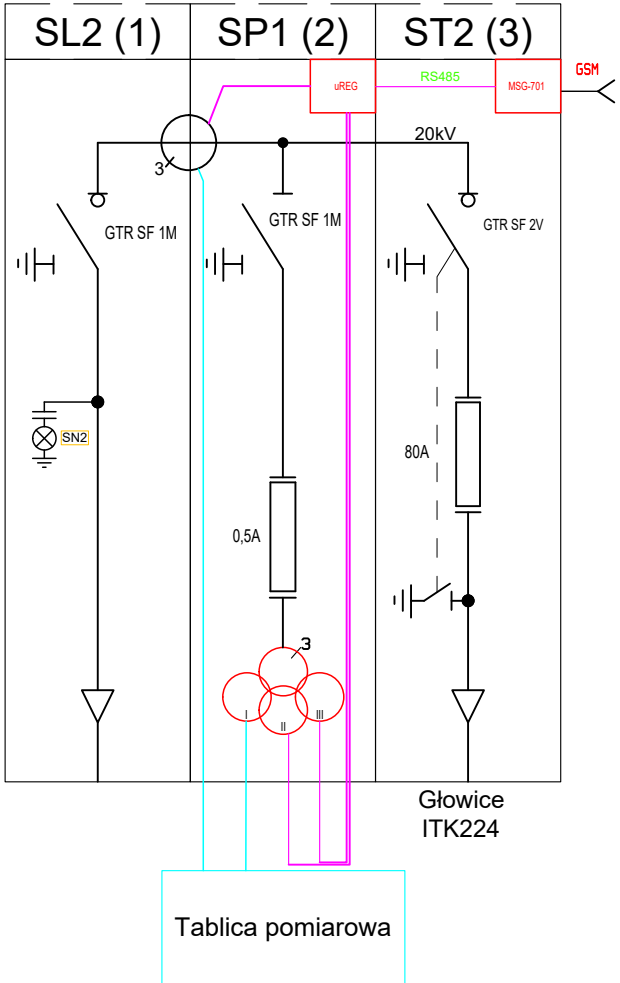 SL2 (1)
SP1 (2)
ST2 (3)
uREG
RS485
MSG-701
GSM
20kV
3
GTR SF 1M
GTR SF 1M
GTR SF 2V
SN2
80A
0,5A
3
I
II
III
Głowice
ITK224
Tablica pomiarowa